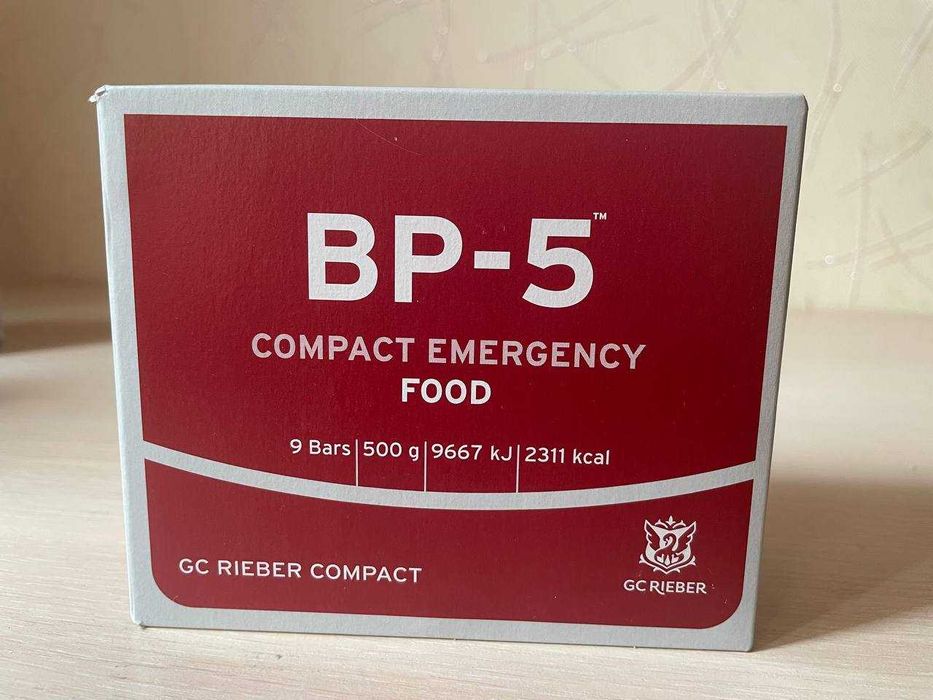 BP-5™
COMPACT EMERGENCY
FOOD
9 Bars | 500 g | 9667 kJ | 2311 kcal
GC RIEBER COMPACT
GC RIEBER